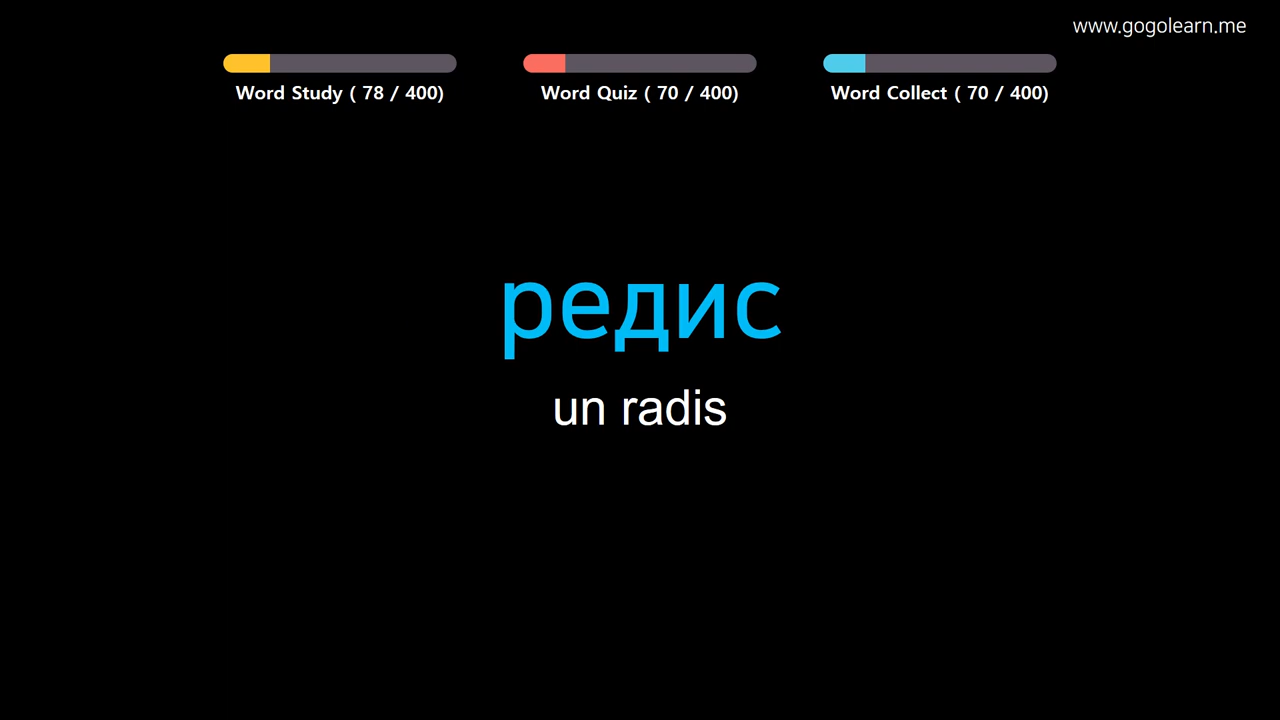 www.gogolearn.me
Word Study ( 78 / 400)
Word Quiz ( 70 / 400)
Word Collect ( 70 / 400)
редис
un radis